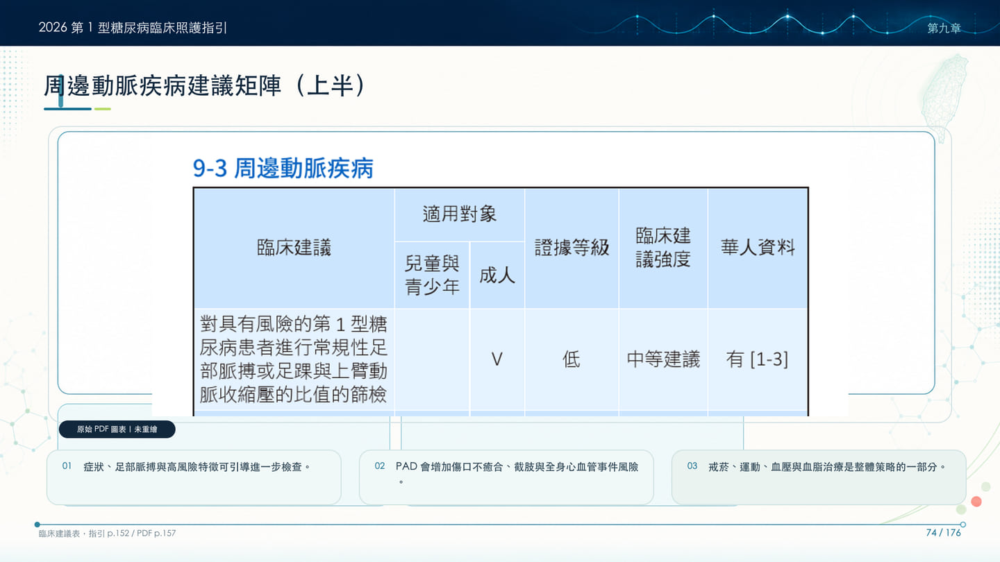 2026 第 1 型糖尿病臨床照護指引
第九章
周邊動脈疾病建議矩陣（上半）
9-3 周邊動脈疾病
臨床建議
適用對象
兒童與
青少年
成人
證據等級
臨床建
議強度
華人資料
對具有風險的第 1 型糖
尿病患者進行常規性足
部脈搏或足踝與上臂動
脈收縮壓的比值的篩檢
V
低
中等建議
有 [1-3]
原始 PDF 圖表｜未重繪
01 症狀、足部脈搏與高風險特徵可引導進一步檢查。
02 PAD 會增加傷口不癒合、截肢與全身心血管事件風險
。
03 戒菸、運動、血壓與血脂治療是整體策略的一部分。
臨床建議表・指引 p.152 / PDF p.157
74 / 176